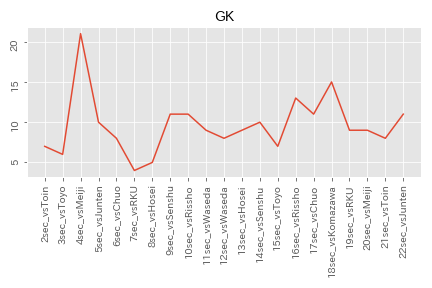 GK
20
15
10
5
2sec_vsToin
3sec_vsToyo
4sec_vsMeiji
5sec_vsJunten
6sec_vsChuo
7sec_vsRKU
8sec_vsHosei
9sec_vsSenshu
10sec_vsRissho
11sec_vsWaseda
12sec_vsWaseda
13sec_vsHosei
14sec_vsSenshu
15sec_vsToyo
16sec_vsRissho
17sec_vsChuo
18sec_vsKomazawa
19sec_vsRKU
20sec_vsMeiji
21sec_vsToin
22sec_vsJunten